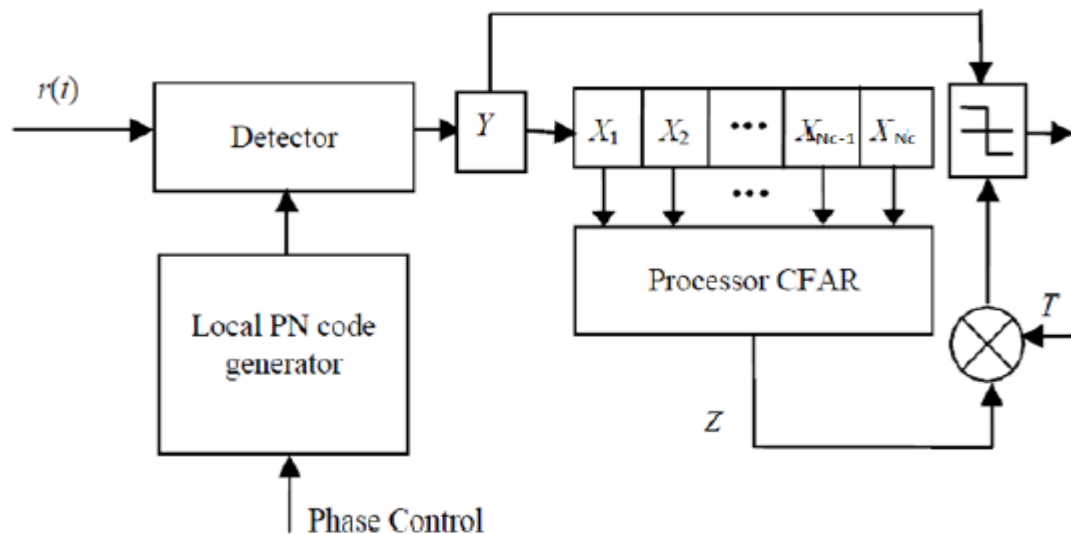 r(t)
Detector
Y
X1 X2 ••• XNc-1 XNc
•••
Processor CFAR
Local PN code
generator
T
Z
Phase Control